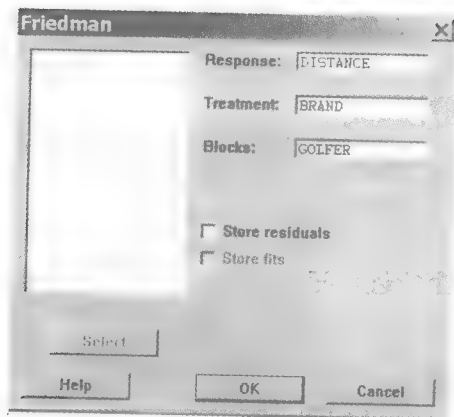 Friedman
Response: DISTANCE
Treatment: BRAND
Blocks: GOLFER
Store residuals
Store fits
Select
Help OK Cancel